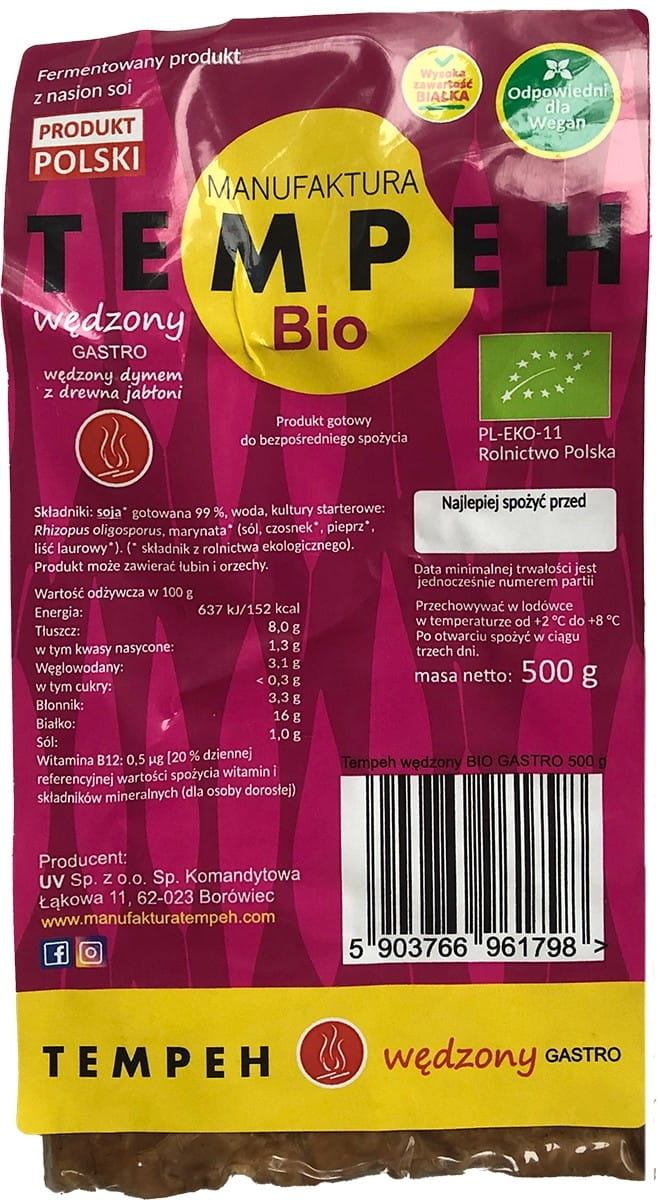 Fermentowany produkt
z nasion soi
PRODUKT
POLSKI
Wysoka
zawartość
BIAŁKA
Odpowiedni
dla
Wegan
MANUFAKTURA
TEMPEH
Bio
wędzony
GASTRO
wędzony dymem
z drewna jabłoni
Produkt gotowy
do bezpośredniego spożycia
PL-EKO-11
Rolnictwo Polska
Składniki: soja* gotowana 99 %, woda, kultury starterowe:
Rhizopus oligosporus, marynata* (sól, czosnek*, pieprz*,
liść laurowy*). (* składnik z rolnictwa ekologicznego).
Produkt może zawierać łubin i orzechy.
Wartość odżywcza w 100 g
Energia: 637 kJ/152 kcal
Tłuszcz: 8,0 g
w tym kwasy nasycone: 1,3 g
Węglowodany: 3,1 g
w tym cukry: < 0,3 g
Błonnik: 3,3 g
Białko: 16 g
Sól: 1,0 g
Witamina B12: 0,5 µg [20 % dziennej
referencyjnej wartości spożycia witamin i
składników mineralnych (dla osoby dorosłej)
Najlepiej spożyć przed
Data minimalnej trwałości jest
jednocześnie numerem partii
Przechowywać w lodówce
w temperaturze od +2 °C do +8 °C
Po otwarciu spożyć w ciągu
trzech dni.
masa netto: 500 g
Tempeh wędzony BIO GASTRO 500 g
5 903766 961798 >
Producent:
UV Sp. z o.o. Sp. Komandytowa
Łąkowa 11, 62-023 Borówiec
www.manufakturatempeh.com
TEMPEH wędzony GASTRO